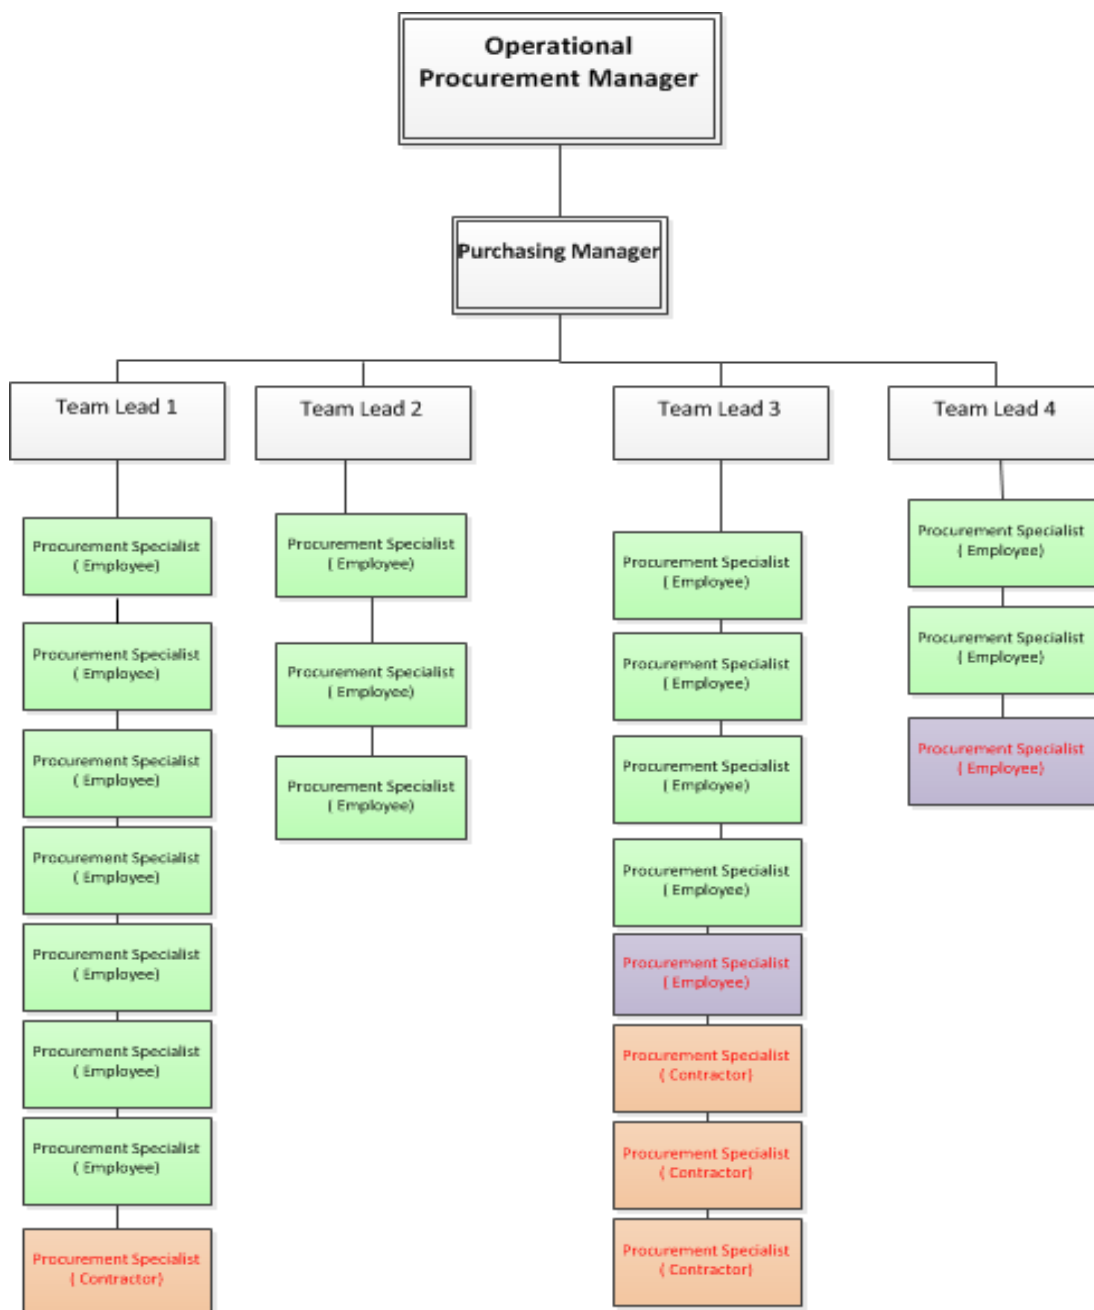 Operational
Procurement Manager
Purchasing Manager
Team Lead 1
Team Lead 2
Team Lead 3
Team Lead 4
Procurement Specialist
( Employee)
Procurement Specialist
( Employee)
Procurement Specialist
( Employee)
Procurement Specialist
( Employee)
Procurement Specialist
( Employee)
Procurement Specialist
( Employee)
Procurement Specialist
( Employee)
Procurement Specialist
( Contractor)
Procurement Specialist
( Employee)
Procurement Specialist
( Employee)
Procurement Specialist
( Employee)
Procurement Specialist
( Employee)
Procurement Specialist
( Employee)
Procurement Specialist
( Employee)
Procurement Specialist
( Employee)
Procurement Specialist
( Employee)
Procurement Specialist
( Contractor)
Procurement Specialist
( Contractor)
Procurement Specialist
( Contractor)
Procurement Specialist
( Employee)
Procurement Specialist
( Employee)
Procurement Specialist
( Employee)